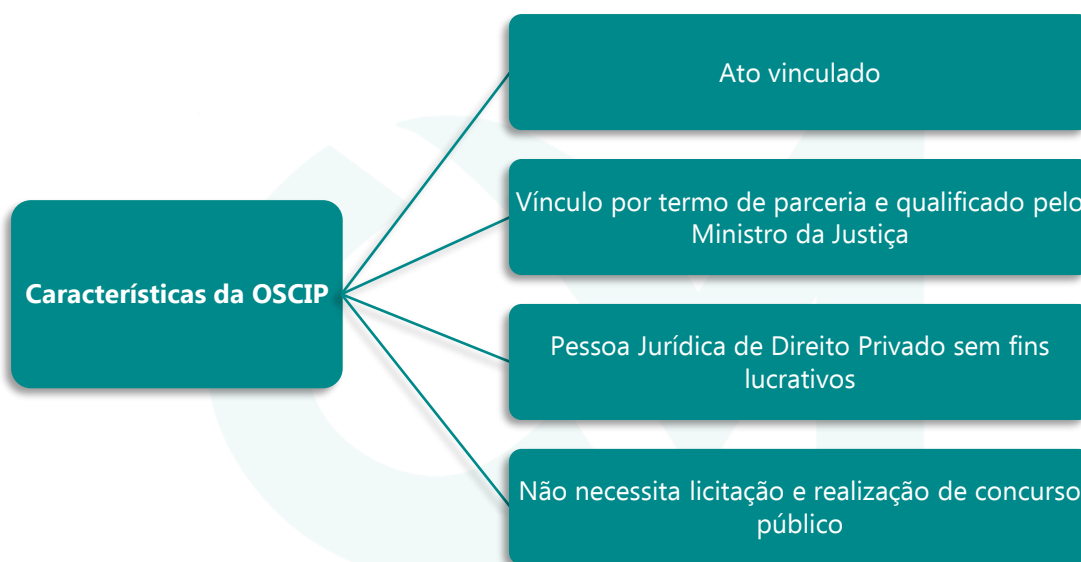 Ato vinculado
Vínculo por termo de parceria e qualificado pelo
Ministro da Justiça
Características da OSCIP
Pessoa Jurídica de Direito Privado sem fins
lucrativos
Não necessita licitação e realização de concurso
público